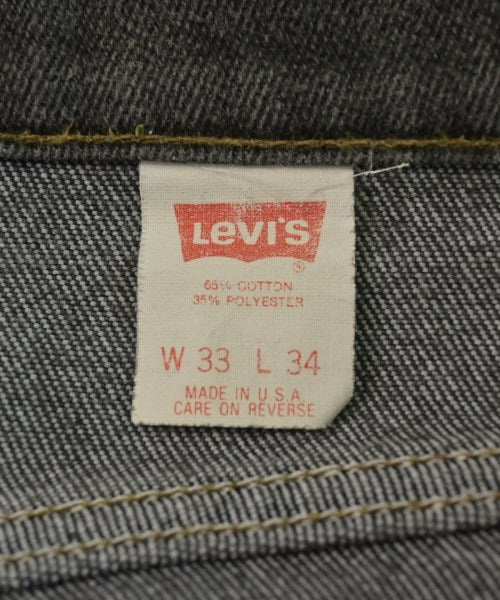 Levi's
®
65% COTTON
35% POLYESTER
W 33 L 34
MADE IN U.S.A.
CARE ON REVERSE